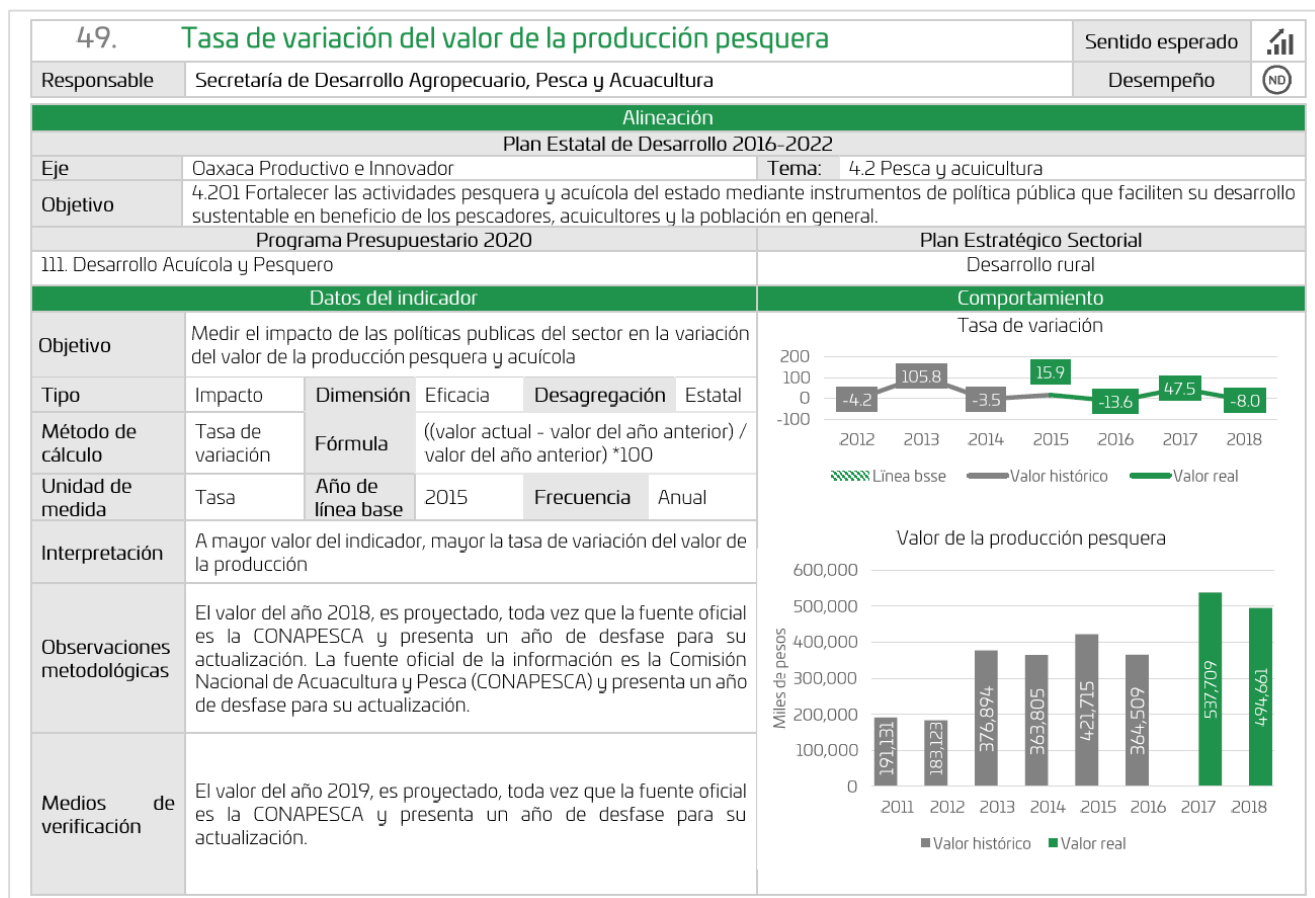 49. Tasa de variación del valor de la producción pesquera Sentido esperado
Responsable Secretaría de Desarrollo Agropecuario, Pesca y Acuacultura Desempeño ND
Alineación
Plan Estatal de Desarrollo 2016-2022
Eje Oaxaca Productivo e Innovador Tema: 4.2 Pesca y acuicultura
Objetivo
4.201 Fortalecer las actividades pesquera y acuícola del estado mediante instrumentos de política pública que faciliten su desarrollo
sustentable en beneficio de los pescadores, acuicultores y la población en general.
Programa Presupuestario 2020 Plan Estratégico Sectorial
111. Desarrollo Acuícola y Pesquero Desarrollo rural
Datos del indicador
Objetivo
Medir el impacto de las políticas publicas del sector en la variación
del valor de la producción pesquera y acuícola
Tipo Impacto Dimensión Eficacia Desagregación Estatal
Método de
cálculo
Tasa de
variación
Fórmula
((valor actual - valor del año anterior) /
valor del año anterior) *100
Unidad de
medida
Tasa
Año de
línea base
2015 Frecuencia Anual
Interpretación
A mayor valor del indicador, mayor la tasa de variación del valor de
la producción
Observaciones
metodológicas
El valor del año 2018, es proyectado, toda vez que la fuente oficial
es la CONAPESCA y presenta un año de desfase para su
actualización. La fuente oficial de la información es la Comisión
Nacional de Acuacultura y Pesca (CONAPESCA) y presenta un año
de desfase para su actualización.
Medios de
verificación
El valor del año 2019, es proyectado, toda vez que la fuente oficial
es la CONAPESCA y presenta un año de desfase para su
actualización.
Comportamiento
Tasa de variación
200
100
0
-100
-4.2 105.8 -3.5 15.9 -13.6 47.5 -8.0
2012 2013 2014 2015 2016 2017 2018
Lïnea bsse Valor histórico Valor real
Valor de la producción pesquera
Miles de pesos
600,000
500,000
400,000
300,000
200,000
100,000
0
191,131 183,123 376,894 363,805 421,715 364,509 537,709 494,661
2011 2012 2013 2014 2015 2016 2017 2018
Valor histórico Valor real